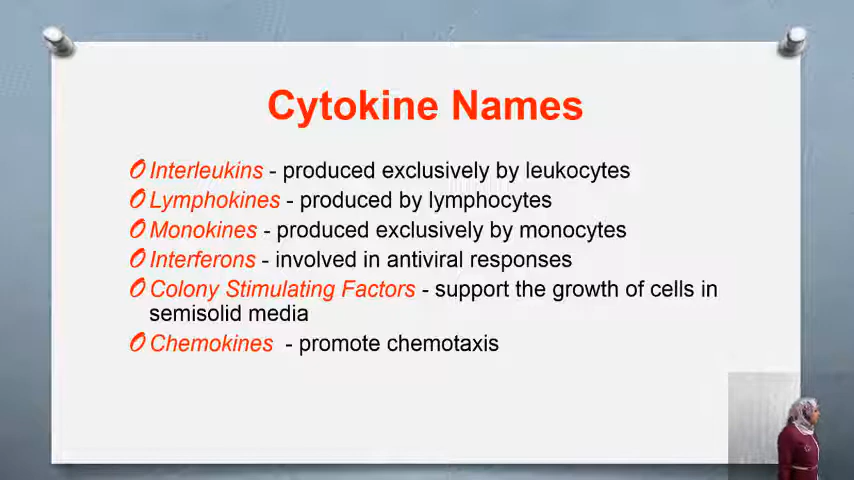 Cytokine Names
Interleukins - produced exclusively by leukocytes
Lymphokines - produced by lymphocytes
Monokines - produced exclusively by monocytes
Interferons - involved in antiviral responses
Colony Stimulating Factors - support the growth of cells in
semisolid media
Chemokines - promote chemotaxis